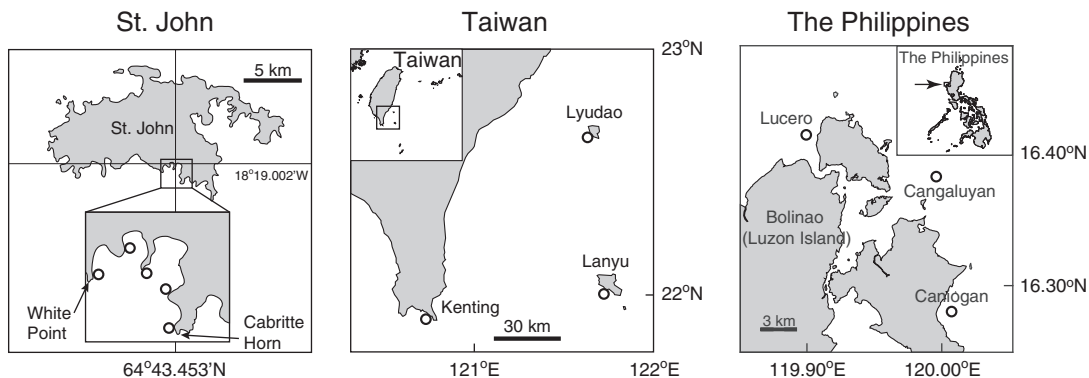 St. John
5 km
St. John
18°19.002'W
White
Point
Cabritte
Horn
64°43.453'N
Taiwan
Taiwan
23°N
Lyudao
Lanyu
22°N
Kenting
30 km
121°E
122°E
The Philippines
The Philippines
Lucero
16.40°N
Cangaluyan
Bolinao
(Luzon Island)
16.30°N
Caniogan
3 km
119.90°E
120.00°E